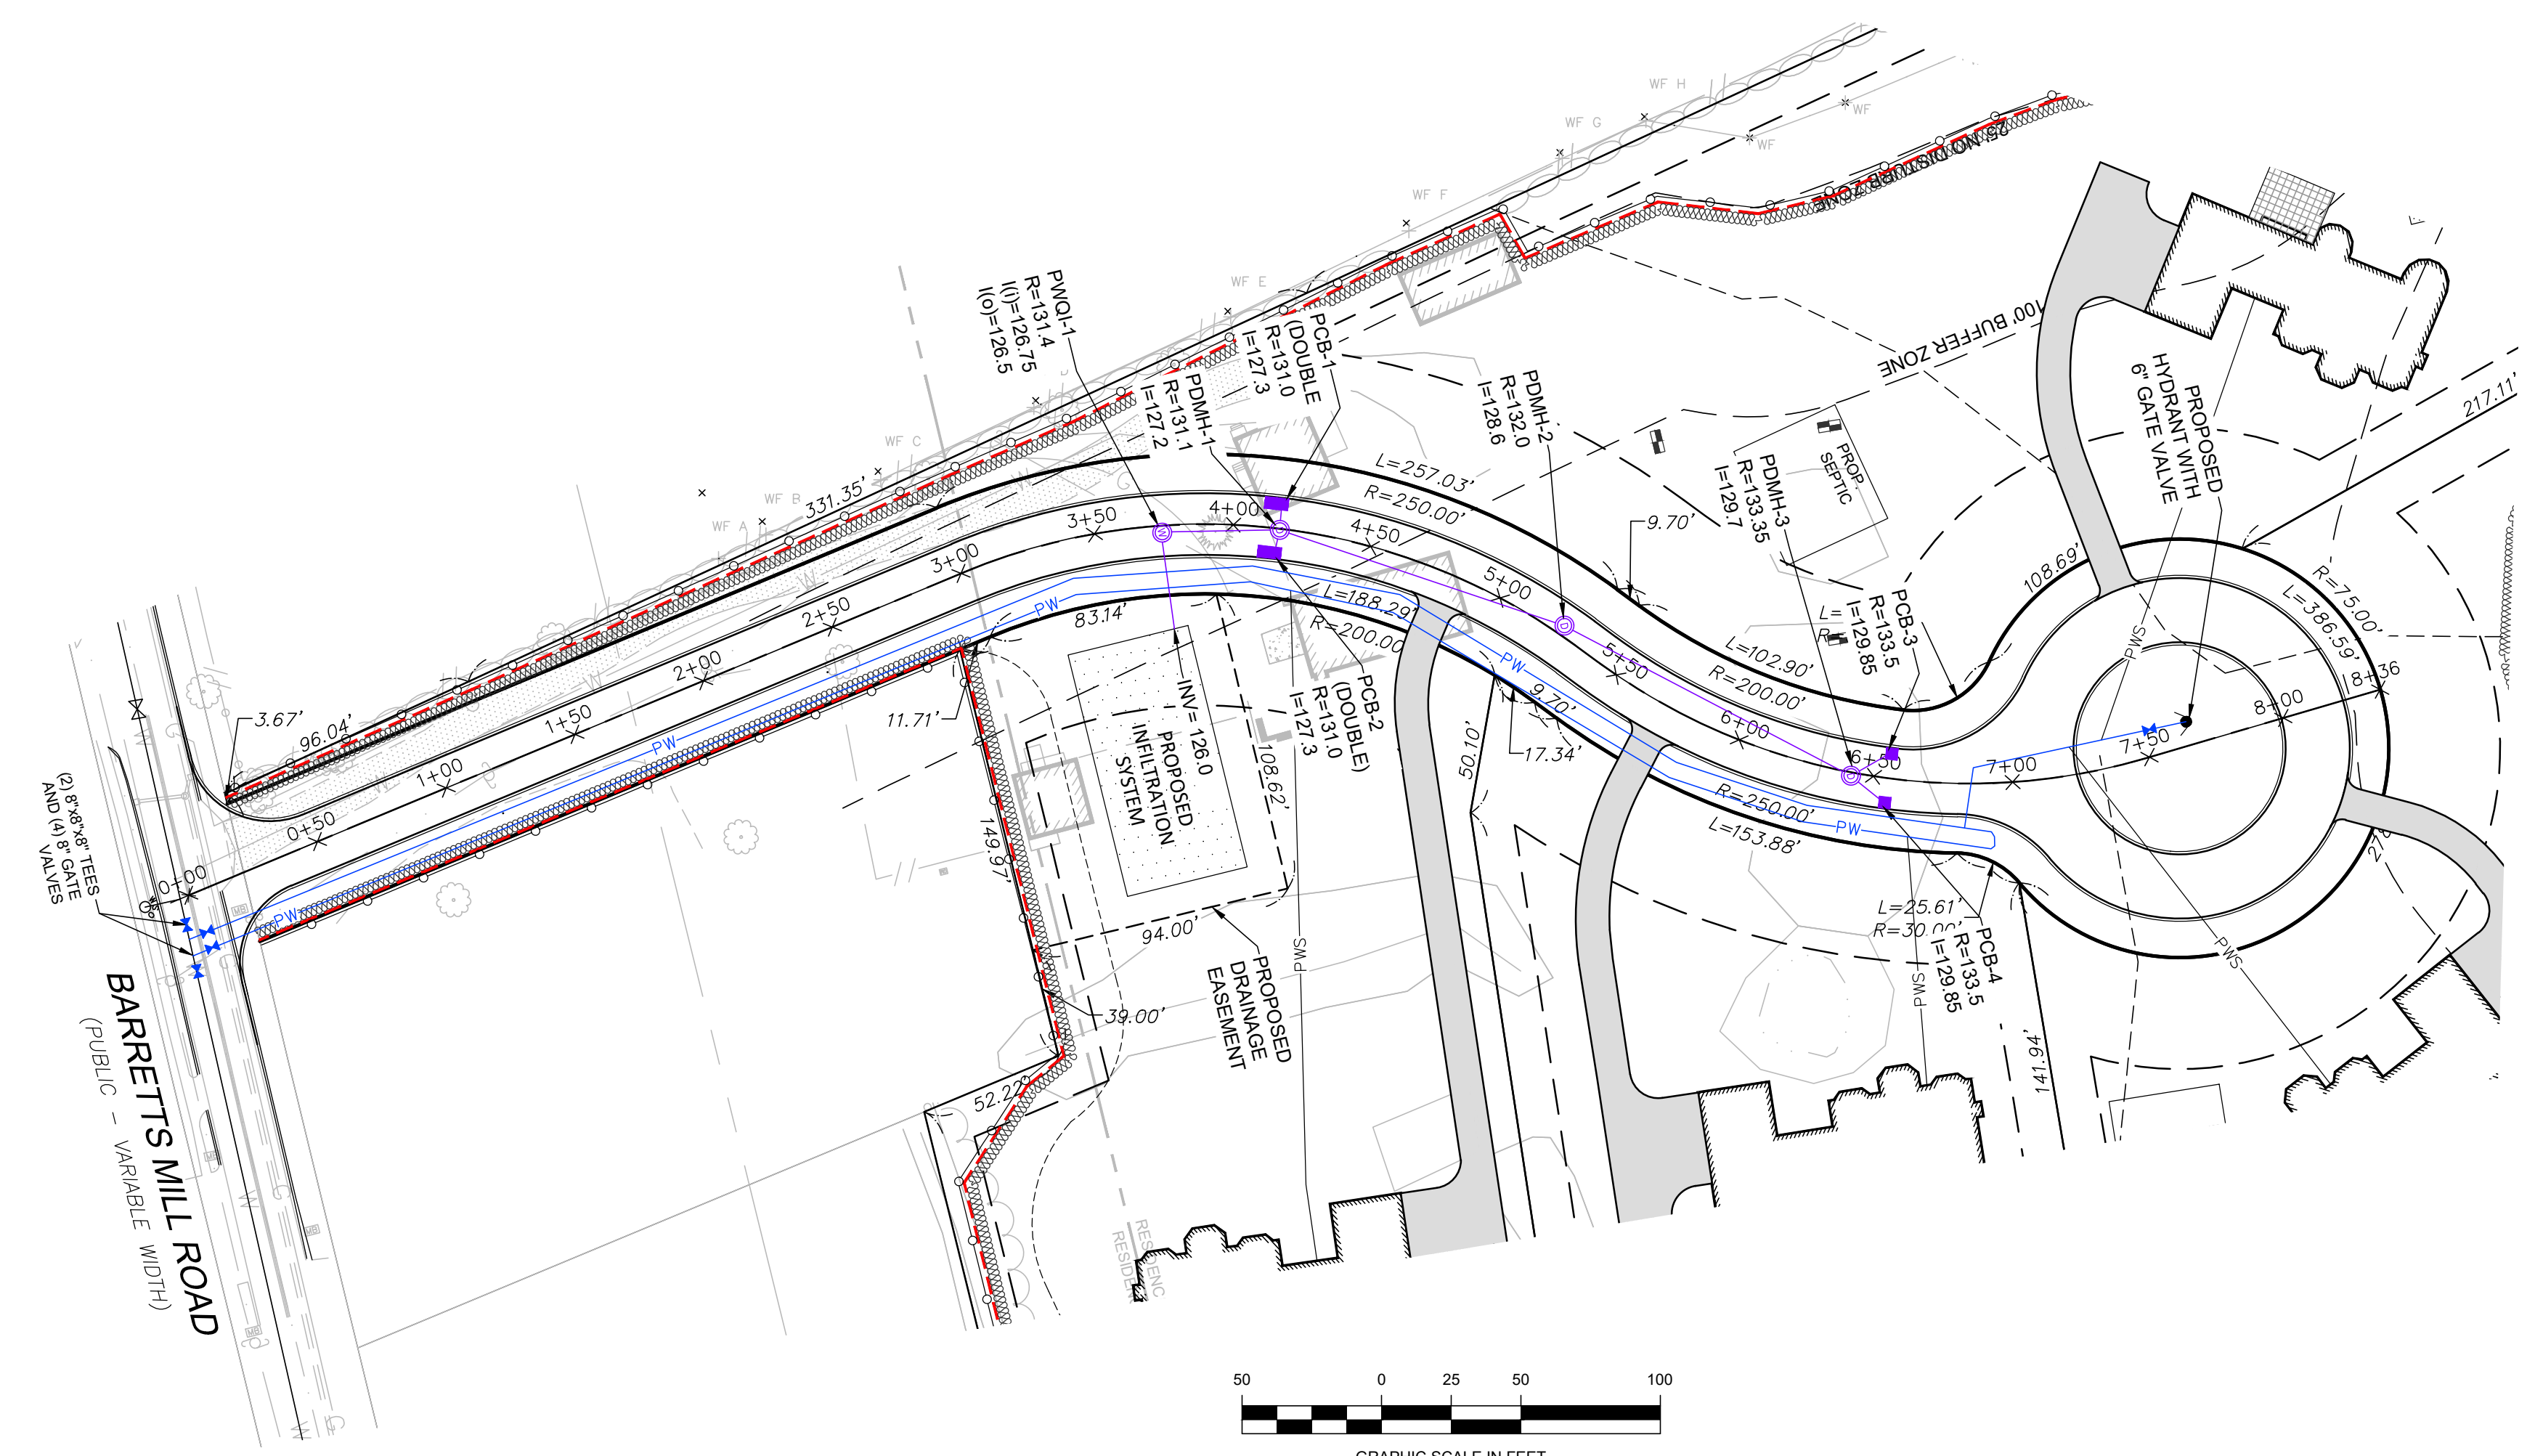 WF H
WF G
WF
WF
WF F
WF E
WF C
WF B
WF A
25' NO DISTURB ZONE
100' BUFFER ZONE
PWQI-1
R=131.4
I(i)=126.75
I(o)=126.5
PDMH-1
R=131.1
I=127.2
PCB-1
(DOUBLE
R=131.0
I=127.3
PDMH-2
R=132.0
I=128.6
PDMH-3
R=133.35
I=129.7
PROP.
SEPTIC
PCB-3
R=133.5
I=129.85
PROPOSED
HYDRANT WITH
6" GATE VALVE
217.11'
331.35'
96.04'
3.67'
L=257.03'
R=250.00'
9.70'
L=
L=102.90'
R=200.00'
108.69'
R=75.00'
L=386.59'
0+00
0+50
1+00
1+50
2+00
2+50
3+00
3+50
4+00
4+50
5+00
5+50
6+00
6+50
7+00
7+50
8+00
8+36
PW
PW
PW
PW
PW
W
D
D
D
83.14'
11.71'
L=188.29'
R=200.00
9.70'
17.34'
50.10'
R=250.00'
L=153.88'
L=25.61'
R=30.00'
PCB-4
R=133.5
I=129.85
PCB-2
(DOUBLE)
R=131.0
I=127.3
INV= 126.0
PROPOSED
INFILTRATION
SYSTEM
108.62'
149.97'
94.00'
39.00'
52.22'
PROPOSED
DRAINAGE
EASEMENT
PWS
PWS
PWS
PWS
141.94'
(2) 8"x8"x8" TEES
AND (4) 8" GATE
VALVES
BARRETTS MILL ROAD
(PUBLIC - VARIABLE WIDTH)
RESIDENC
RESIDEN
50 0 25 50 100
GRAPHIC SCALE IN FEET